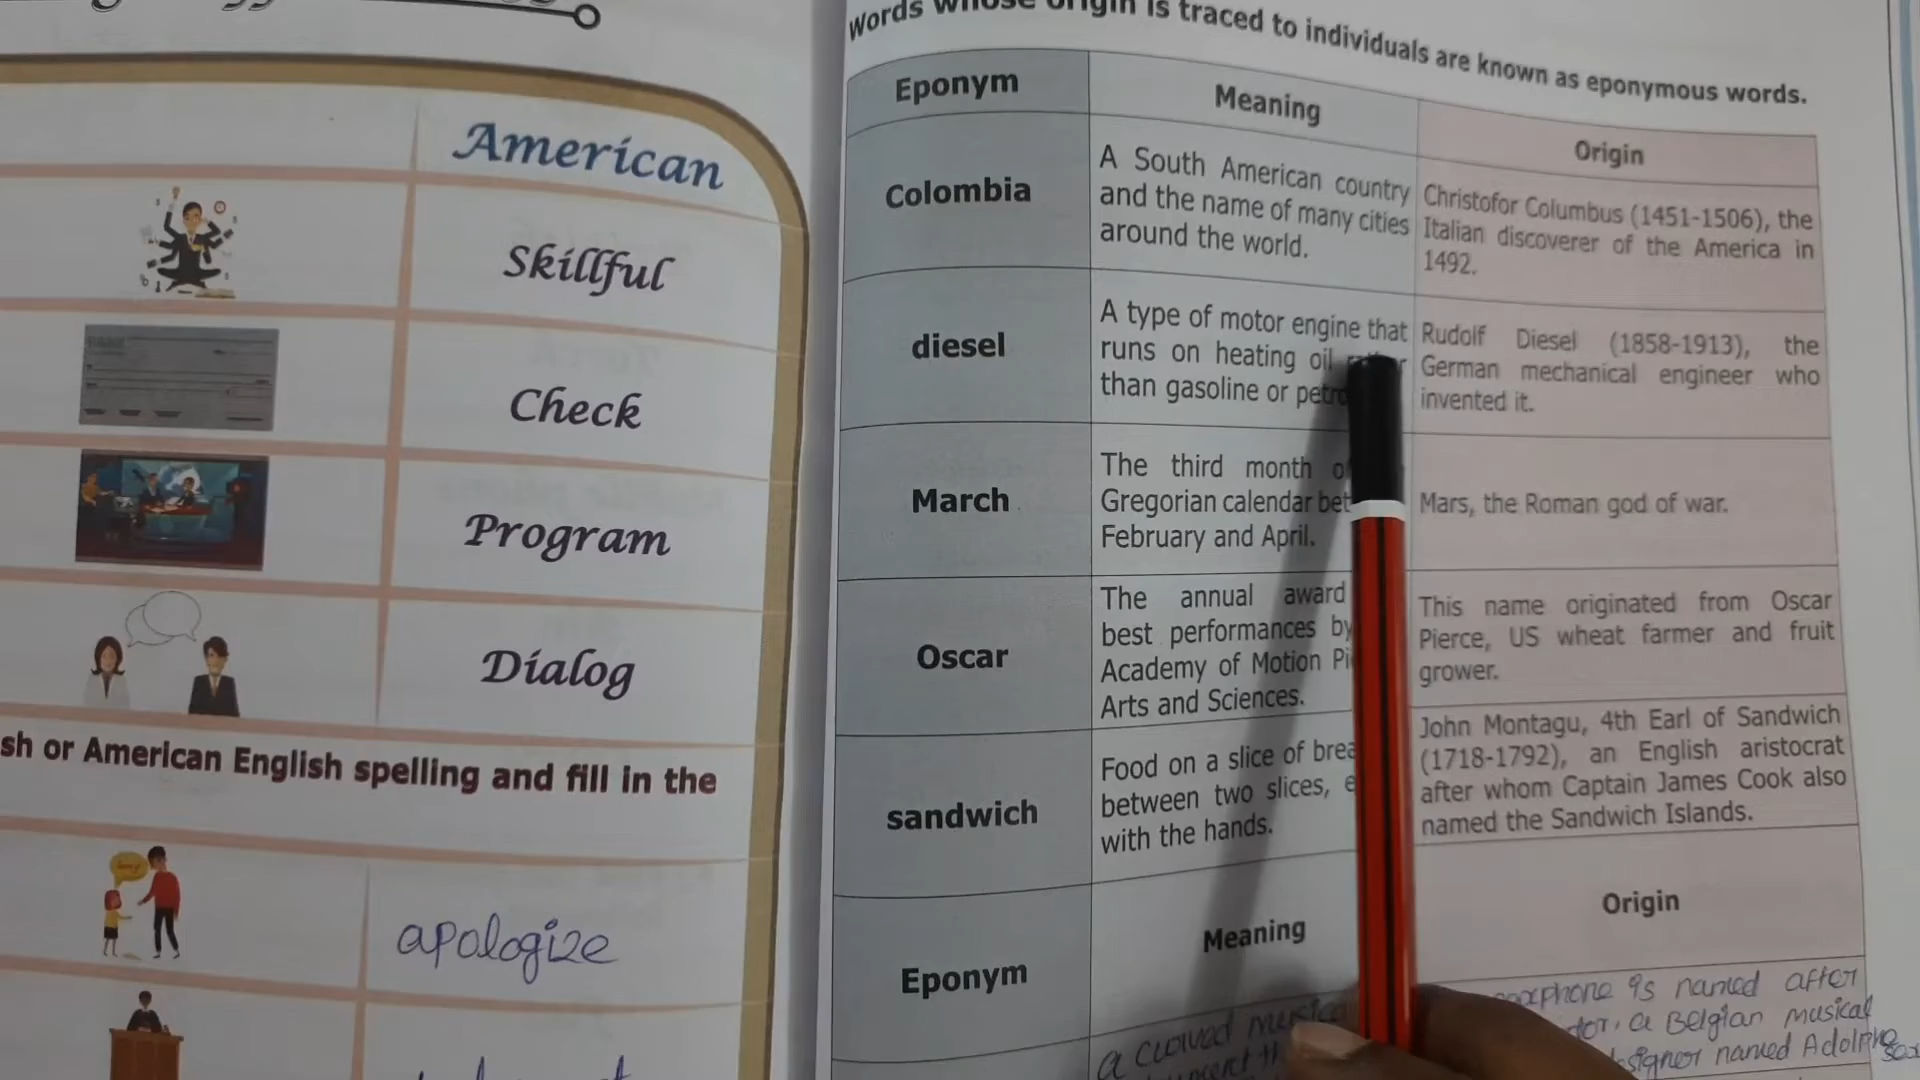 American
Skillful
Check
Program
Dialog
sh or American English spelling and fill in the
apologize
Words whose origin is traced to individuals are known as eponymous words.
Eponym
Meaning
Origin
Colombia
A South American country
and the name of many cities
around the world.
Christofor Columbus (1451-1506), the
Italian discoverer of the America in
1492.
diesel
A type of motor engine that
runs on heating oil
than gasoline or
Rudolf Diesel (1858-1913), the
German mechanical engineer who
invented it.
March
The third month
Gregorian calendar
February and April.
Mars, the Roman god of war.
Oscar
The annual award
best performances by
Academy of Motion
Arts and Sciences.
This name originated from Oscar
Pierce, US wheat farmer and fruit
grower.
sandwich
Food on a slice of
between two slices,
with the hands.
John Montagu, 4th Earl of Sandwich
(1718-1792), an English aristocrat
after whom Captain James Cook also
named the Sandwich Islands.
Eponym
Meaning
Origin
a curved
is named after
a Belgian musical
named Adolphe